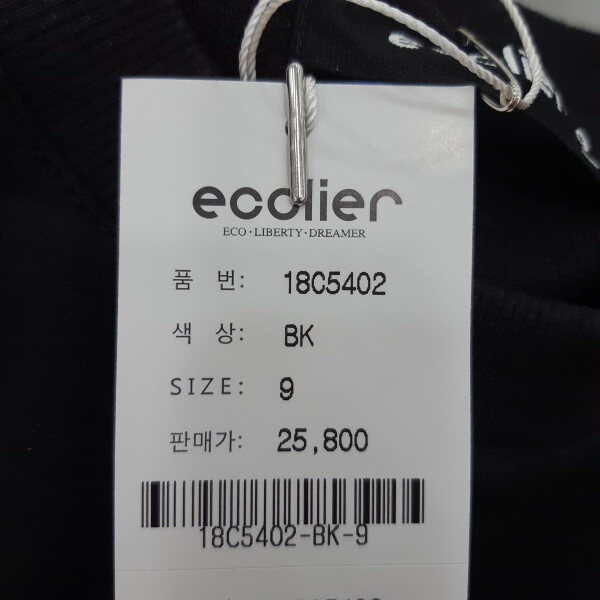 ecolier
ECO·LIBERTY·DREAMER
품 번: 18C5402
색 상: BK
SIZE: 9
판매가: 25,800
18C5402-BK-9